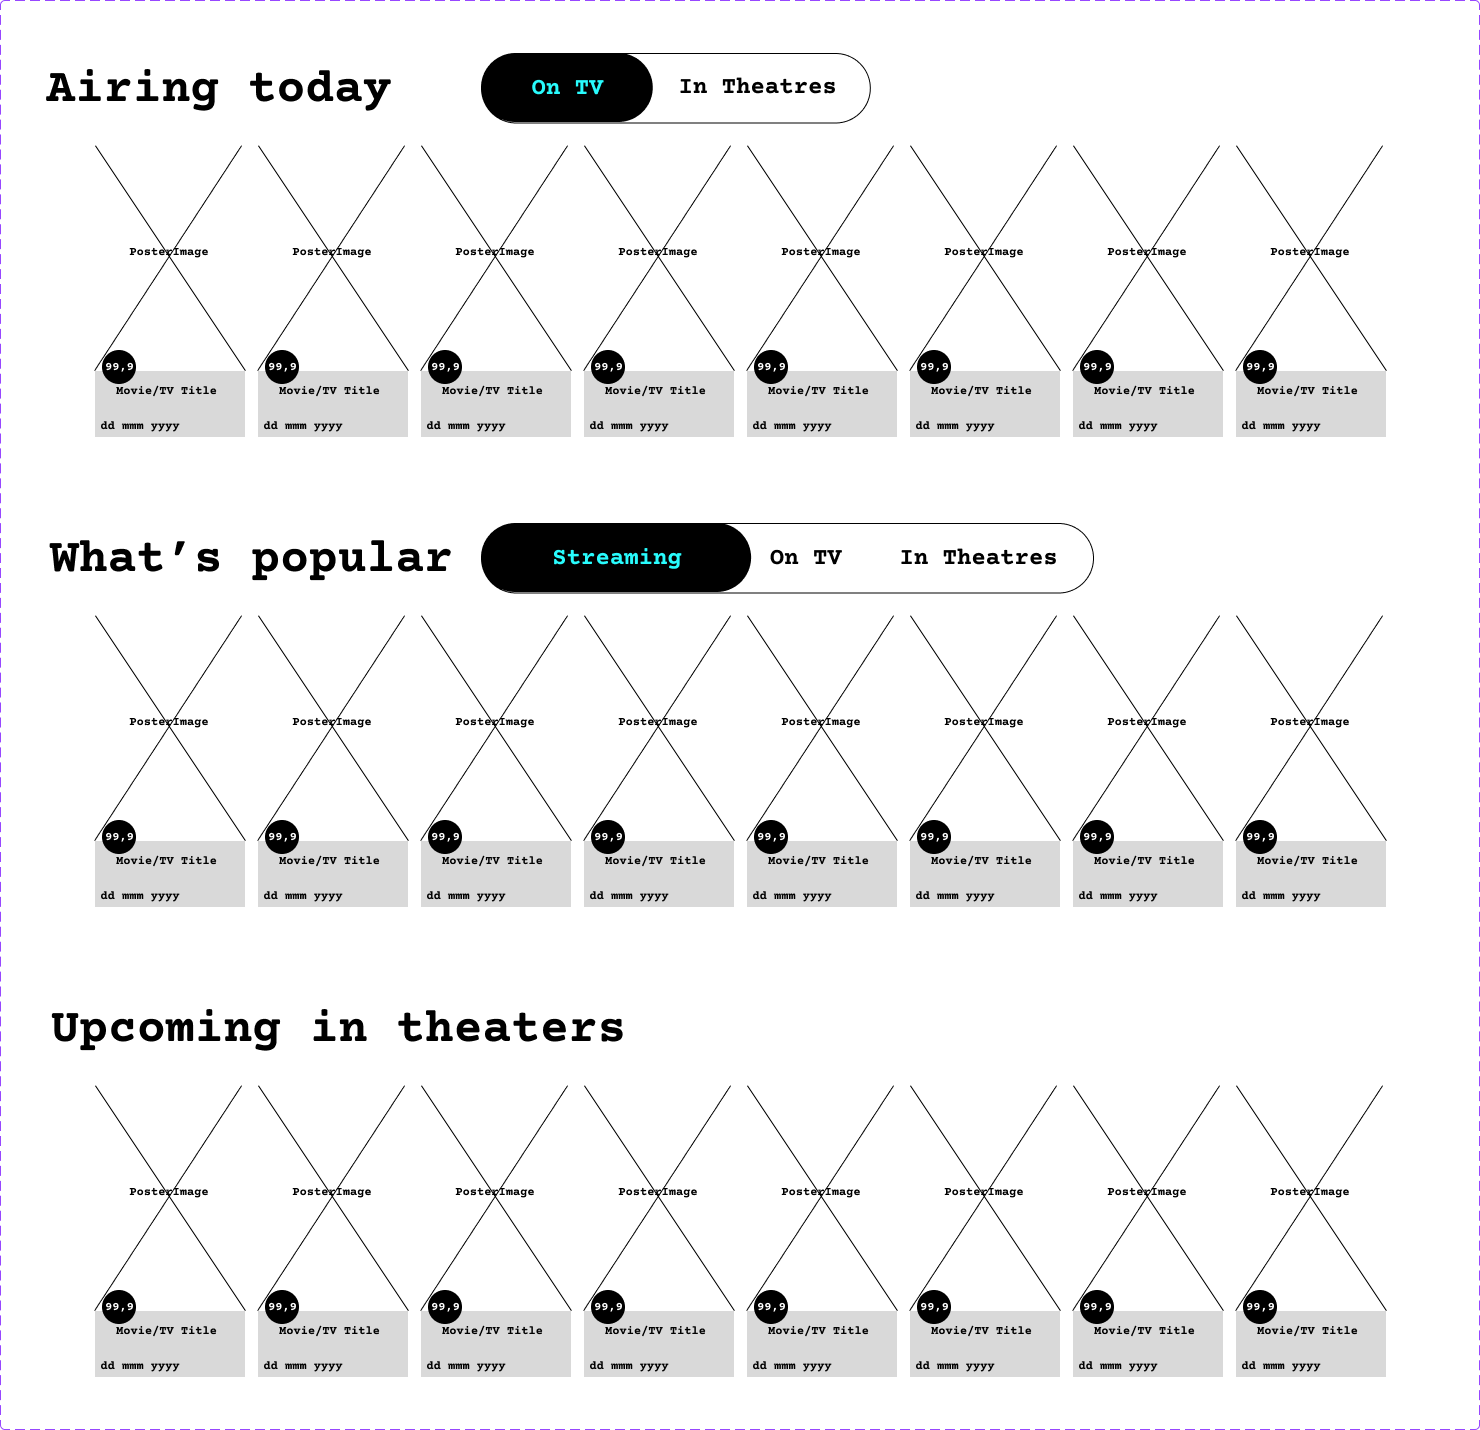 Airing today On TV In Theatres
PosterImage PosterImage PosterImage PosterImage PosterImage PosterImage PosterImage PosterImage
99,9 99,9 99,9 99,9 99,9 99,9 99,9 99,9
Movie/TV Title Movie/TV Title Movie/TV Title Movie/TV Title Movie/TV Title Movie/TV Title Movie/TV Title Movie/TV Title
dd mmm yyyy dd mmm yyyy dd mmm yyyy dd mmm yyyy dd mmm yyyy dd mmm yyyy dd mmm yyyy dd mmm yyyy
What’s popular Streaming On TV In Theatres
PosterImage PosterImage PosterImage PosterImage PosterImage PosterImage PosterImage PosterImage
99,9 99,9 99,9 99,9 99,9 99,9 99,9 99,9
Movie/TV Title Movie/TV Title Movie/TV Title Movie/TV Title Movie/TV Title Movie/TV Title Movie/TV Title Movie/TV Title
dd mmm yyyy dd mmm yyyy dd mmm yyyy dd mmm yyyy dd mmm yyyy dd mmm yyyy dd mmm yyyy dd mmm yyyy
Upcoming in theaters
PosterImage PosterImage PosterImage PosterImage PosterImage PosterImage PosterImage PosterImage
99,9 99,9 99,9 99,9 99,9 99,9 99,9 99,9
Movie/TV Title Movie/TV Title Movie/TV Title Movie/TV Title Movie/TV Title Movie/TV Title Movie/TV Title Movie/TV Title
dd mmm yyyy dd mmm yyyy dd mmm yyyy dd mmm yyyy dd mmm yyyy dd mmm yyyy dd mmm yyyy dd mmm yyyy